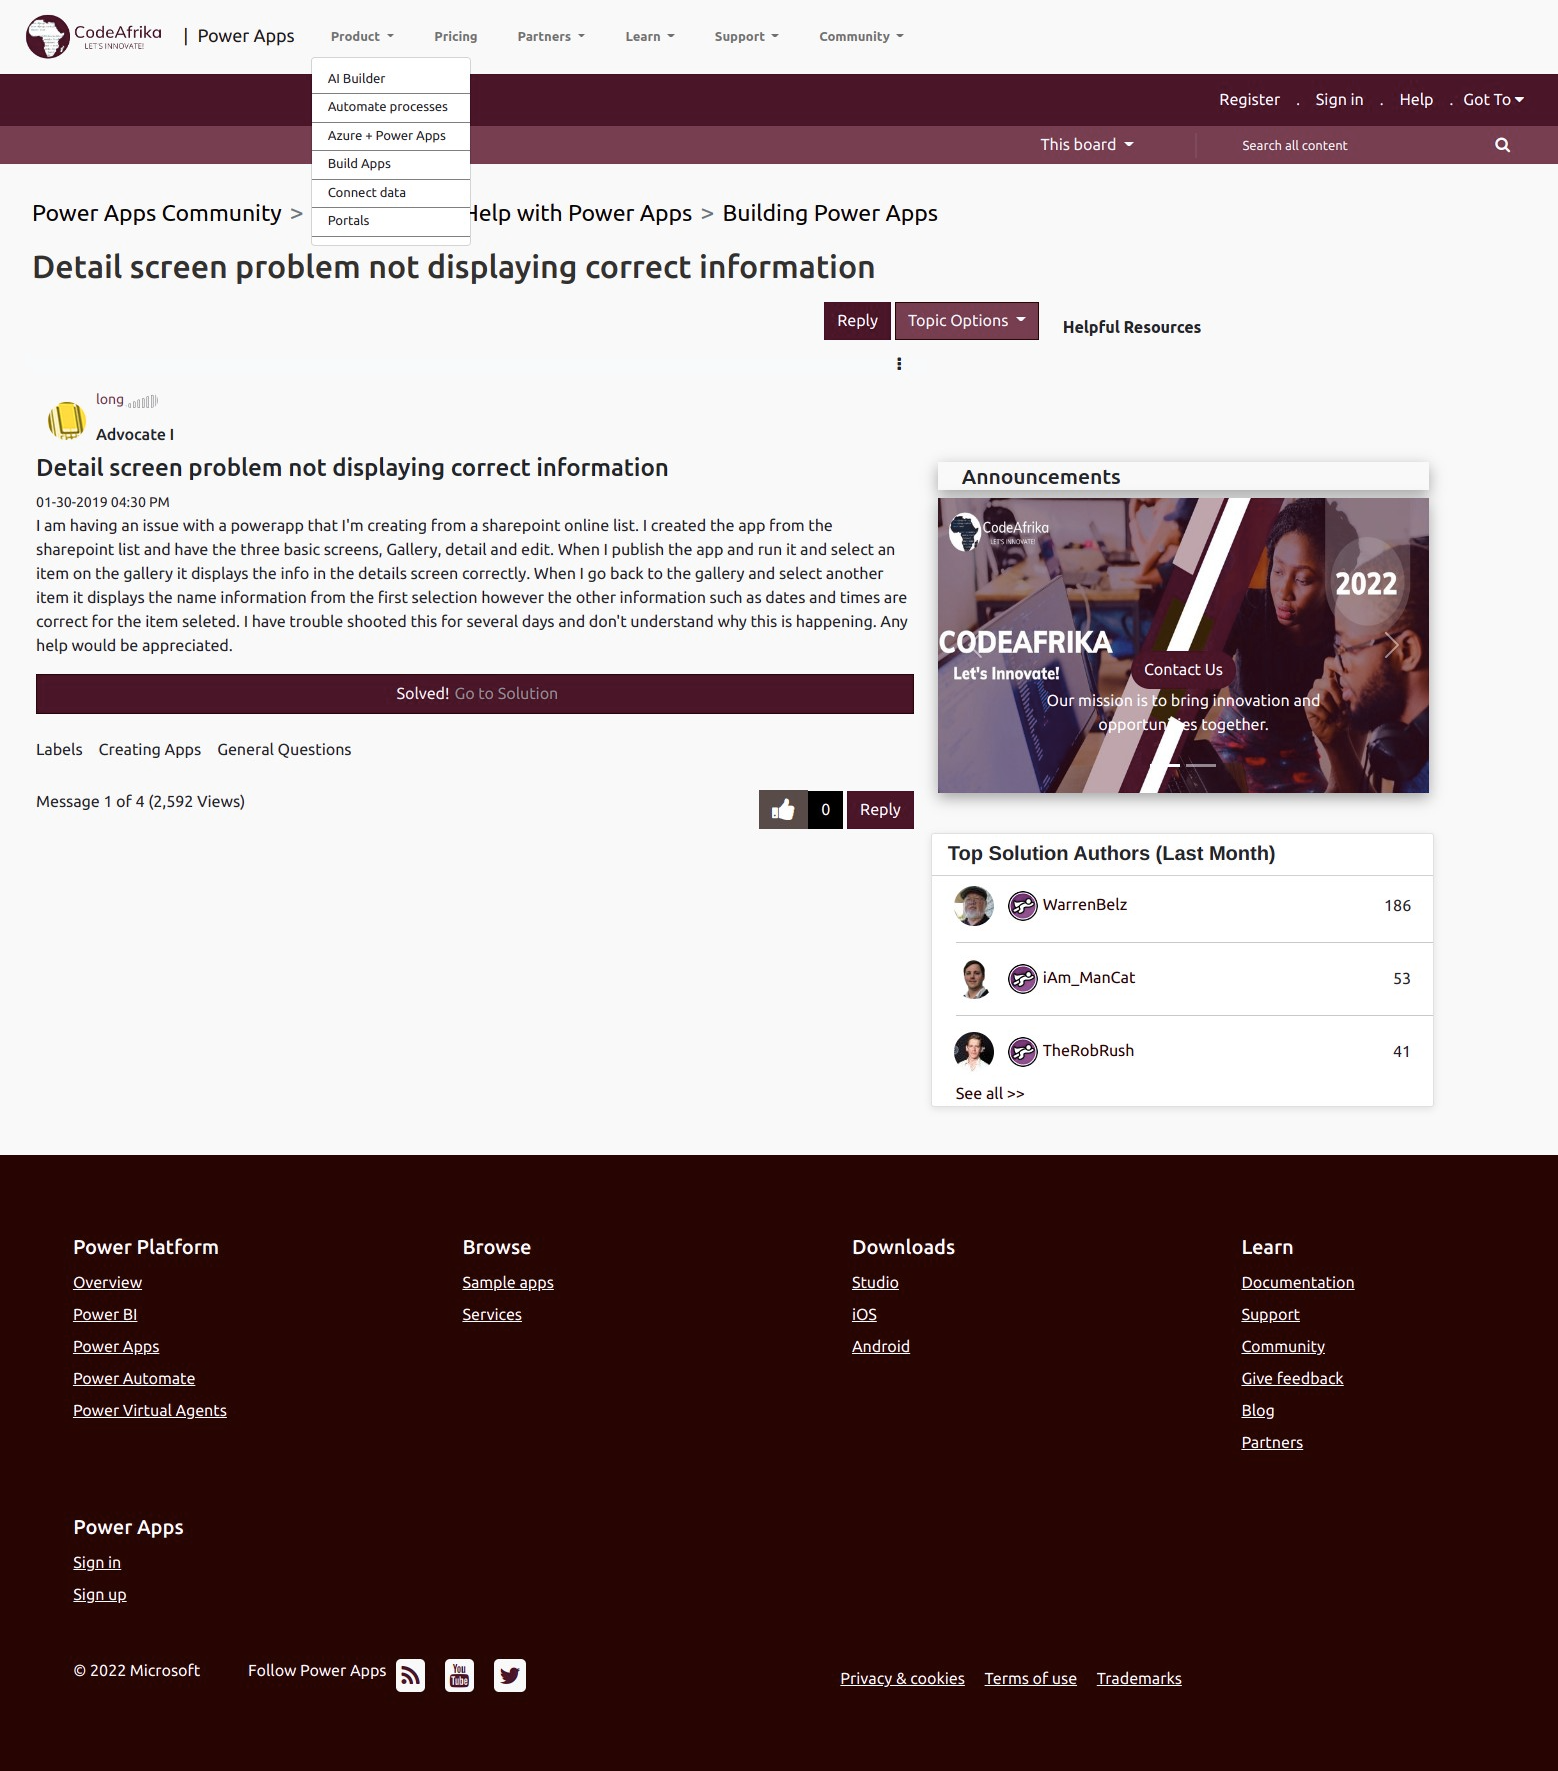 CodeAfrika
LET'S INNOVATE!
| Power Apps
Product
Pricing
Partners
Learn
Support
Community
AI Builder
Automate processes
Azure + Power Apps
Build Apps
Connect data
Portals
Register . Sign in . Help . Got To
This board
Search all content
Power Apps Community > Help with Power Apps > Building Power Apps
Detail screen problem not displaying correct information
Reply
Topic Options
Helpful Resources
long
Advocate I
Detail screen problem not displaying correct information
01-30-2019 04:30 PM
I am having an issue with a powerapp that I'm creating from a sharepoint online list. I created the app from the
sharepoint list and have the three basic screens, Gallery, detail and edit. When I publish the app and run it and select an
item on the gallery it displays the info in the details screen correctly. When I go back to the gallery and select another
item it displays the name information from the first selection however the other information such as dates and times are
correct for the item seleted. I have trouble shooted this for several days and don't understand why this is happening. Any
help would be appreciated.
Solved! Go to Solution
Labels Creating Apps General Questions
Message 1 of 4 (2,592 Views)
0
Reply
Announcements
CodeAfrika
LET'S INNOVATE!
2022
CODEAFRIKA
Let's Innovate!
Contact Us
Our mission is to bring innovation and
opportunities together.
Top Solution Authors (Last Month)
WarrenBelz 186
iAm_ManCat 53
TheRobRush 41
See all >>
Power Platform
Overview
Power BI
Power Apps
Power Automate
Power Virtual Agents
Browse
Sample apps
Services
Downloads
Studio
iOS
Android
Learn
Documentation
Support
Community
Give feedback
Blog
Partners
Power Apps
Sign in
Sign up
© 2022 Microsoft
Follow Power Apps
You
Tube
Privacy & cookies
Terms of use
Trademarks